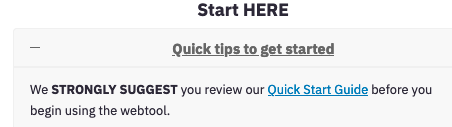 Start HERE
— Quick tips to get started
We STRONGLY SUGGEST you review our Quick Start Guide before you
begin using the webtool.